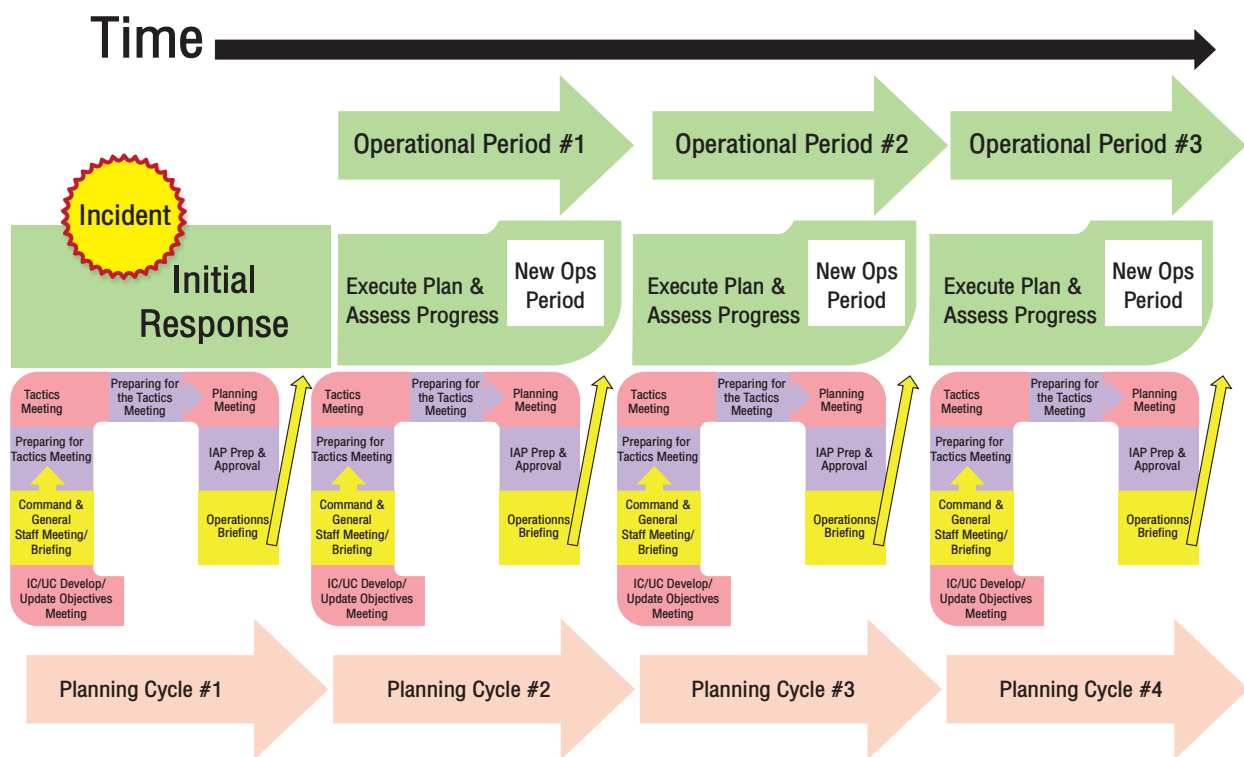 Time
Operational Period #1
Operational Period #2
Operational Period #3
Incident
Initial
Response
Execute Plan &
Assess Progress
New Ops
Period
Execute Plan &
Assess Progress
New Ops
Period
Execute Plan &
Assess Progress
New Ops
Period
Tactics
Meeting
Preparing for
the Tactics
Meeting
Planning
Meeting
Preparing for
Tactics Meeting
IAP Prep &
Approval
Command &
General
Staff Meeting/
Briefing
Operationns
Briefing
IC/UC Develop/
Update Objectives
Meeting
Tactics
Meeting
Preparing for
the Tactics
Meeting
Planning
Meeting
Preparing for
Tactics Meeting
IAP Prep &
Approval
Command &
General
Staff Meeting/
Briefing
Operationns
Briefing
IC/UC Develop/
Update Objectives
Meeting
Tactics
Meeting
Preparing for
the Tactics
Meeting
Planning
Meeting
Preparing for
Tactics Meeting
IAP Prep &
Approval
Command &
General
Staff Meeting/
Briefing
Operationns
Briefing
IC/UC Develop/
Update Objectives
Meeting
Tactics
Meeting
Preparing for
the Tactics
Meeting
Planning
Meeting
Preparing for
Tactics Meeting
IAP Prep &
Approval
Command &
General
Staff Meeting/
Briefing
Operationns
Briefing
IC/UC Develop/
Update Objectives
Meeting
Planning Cycle #1
Planning Cycle #2
Planning Cycle #3
Planning Cycle #4